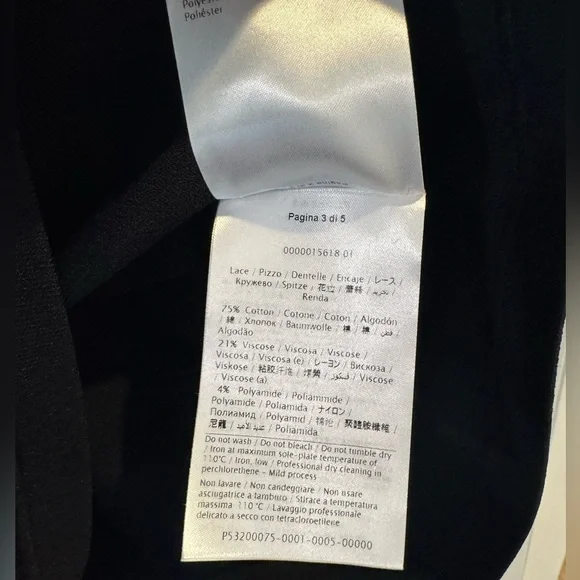 Poliéster
Pagina 3 di 5
0000015618 01
Lace / Pizzo / Dentelle / Encaje / レース /
Кружево / Spitze / 花边 / 蕾絲 /
Renda
75% Cotton / Cotone / Coton / Algodón
/ 綿 / Хлопок / Baumwolle / 棉 / 棉 / قطن /
Algodão
21% Viscose / Viscosa / Viscose /
Viscosa / Viscosa (e) / レーヨン / Вискоза /
Viskose / 粘胶纤维 / / فسكوز / Viscose
/ Viscose (a)
4% Polyamide / Poliammide /
Polyamide / Poliamida / ナイロン /
Полиамид / Polyamid / 锦纶 / 聚醯胺纖維 /
尼龍 / / Poliamida
Do not wash / Do not bleach / Do not tumble dry
/ Iron at maximum sole-plate temperature of
110°C / Iron, low / Professional dry cleaning in
perchlorethene - Mild process
Non lavare / Non candeggiare / Non usare
asciugatrice a tamburo / Stirare a temperatura
massima 110°C / Lavaggio professionale
delicato a secco con tetracloroetilene
P53200075-0001-0005-00000